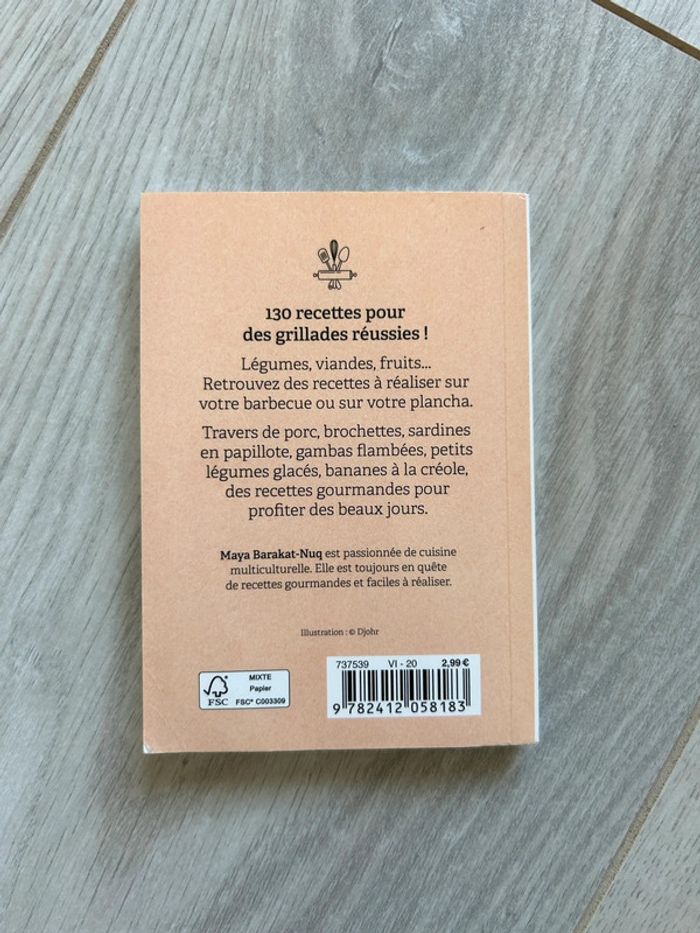 130 recettes pour
des grillades réussies !
Légumes, viandes, fruits...
Retrouvez des recettes à réaliser sur
votre barbecue ou sur votre plancha.
Travers de porc, brochettes, sardines
en papillote, gambas flambées, petits
légumes glacés, bananes à la créole,
des recettes gourmandes pour
profiter des beaux jours.
Maya Barakat-Nuq est passionnée de cuisine
multiculturelle. Elle est toujours en quête
de recettes gourmandes et faciles à réaliser.
Illustration : © Djohr
FSC
MIXTE
Papier
FSC® C003309
737539 VI - 20 2,99 €
9 782412 058183